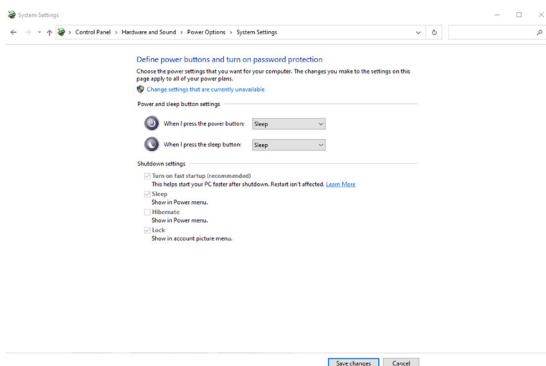 System Settings
Control Panel > Hardware and Sound > Power Options > System Settings
Define power buttons and turn on password protection
Choose the power settings that you want for your computer. The changes you make to the settings on this
page apply to all of your power plans.
Change settings that are currently unavailable
Power and sleep button settings
When I press the power button: Sleep
When I press the sleep button: Sleep
Shutdown settings
Turn on fast startup (recommended)
This helps start your PC faster after shutdown. Restart isn't affected. Learn More
Sleep
Show in Power menu.
Hibernate
Show in Power menu.
Lock
Show in account picture menu.
Save changes Cancel